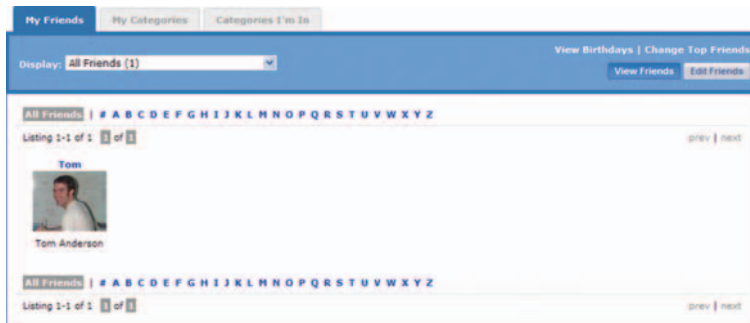 My Friends My Categories Categories I'm In
View Birthdays | Change Top Friends
Display: All Friends (1)
View Friends Edit Friends
All Friends | # A B C D E F G H I J K L M N O P Q R S T U V W X Y Z
Listing 1-1 of 1 1 of 1 prev | next
Tom
Tom Anderson
All Friends | # A B C D E F G H I J K L M N O P Q R S T U V W X Y Z
Listing 1-1 of 1 1 of 1 prev | next